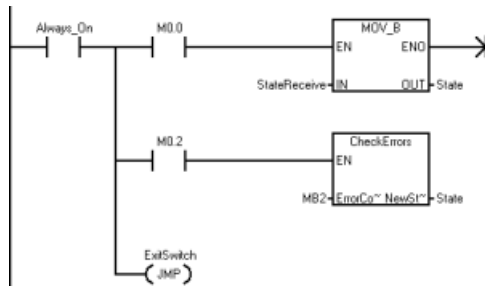 Always_On
M0.0
MOV_B
EN ENO
StateReceive IN OUT State
M0.2
CheckErrors
EN
MB2 ErrorCo~ NewSt~ State
ExitSwitch
JMP